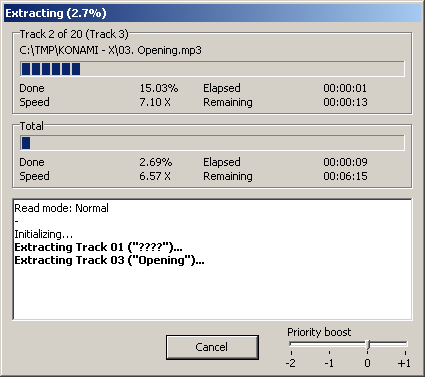 Extracting (2.7%)
Track 2 of 20 (Track 3)
C:\TMP\KONAMI - X\03. Opening.mp3
Done 15.03% Elapsed 00:00:01
Speed 7.10 X Remaining 00:00:13
Total
Done 2.69% Elapsed 00:00:09
Speed 6.57 X Remaining 00:06:15
Read mode: Normal
-
Initializing...
Extracting Track 01 ("????")...
Extracting Track 03 ("Opening")...
Priority boost
Cancel
-2 -1 0 +1